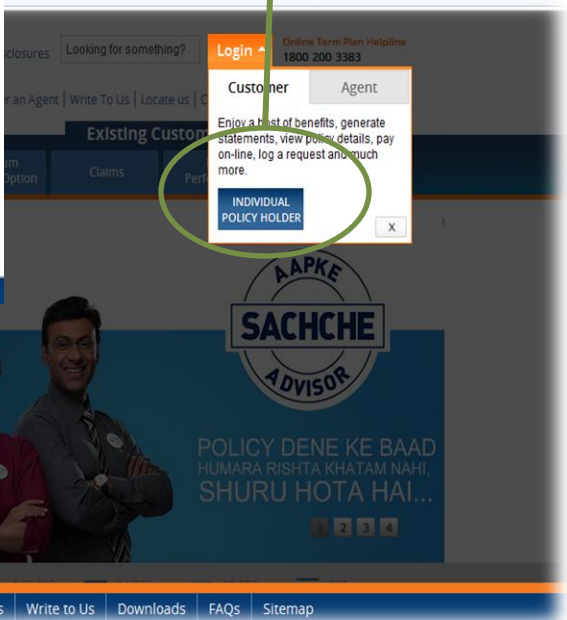 Disclosures Looking for something? Login
Online Term Plan Helpline
1800 200 3383
an Agent | Write To Us | Locate us |
Customer Agent
Enjoy a host of benefits, generate
statements, view policy details, pay
on-line, log a request and much
more.
INDIVIDUAL
POLICY HOLDER
X
Existing
Option
Claims
AAPKE
SACHCHE
ADVISOR
POLICY DENE KE BAAD
HUMARA RISHTA KHATAM NAHI,
SHURU HOTA HAI...
1 2 3 4
Write to Us Downloads FAQs Sitemap